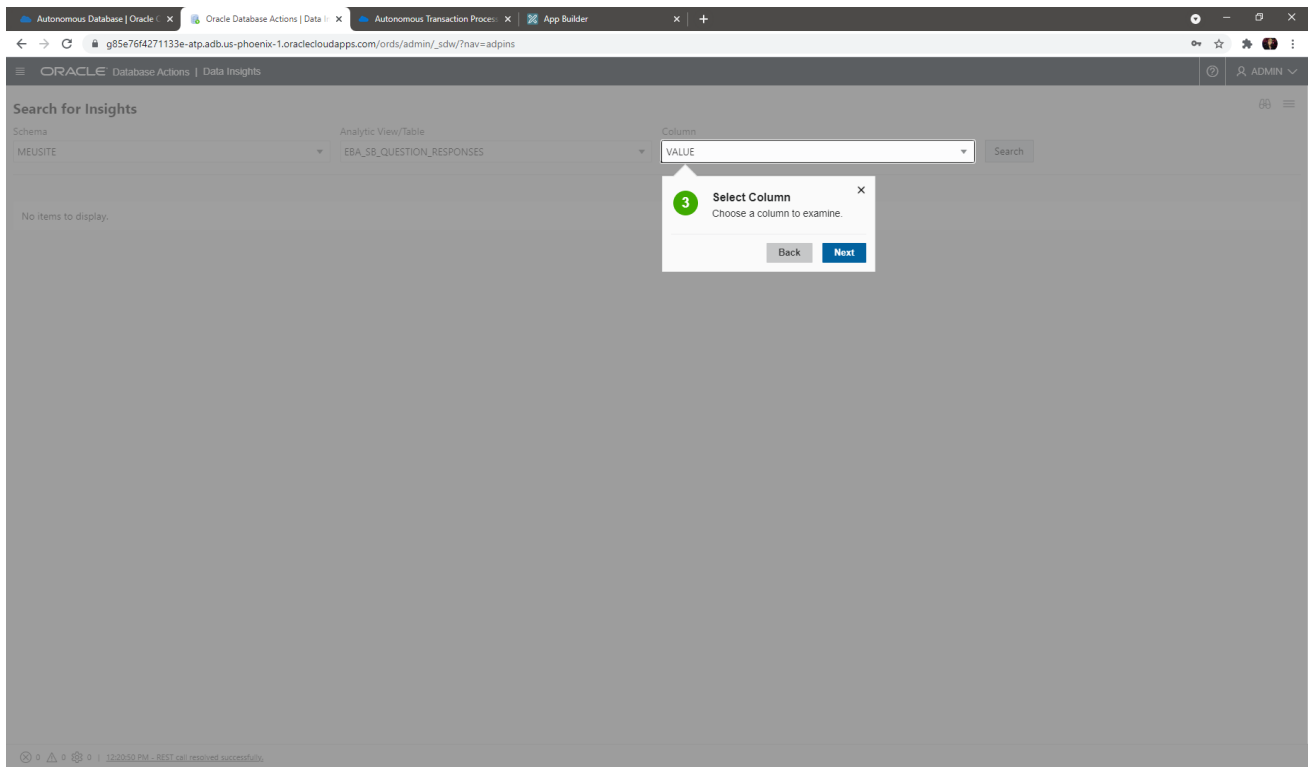 Autonomous Database | Oracle C
Oracle Database Actions | Data In
Autonomous Transaction Process
App Builder
g85e76f4271133e-atp.adb.us-phoenix-1.oraclecloudapps.com/ords/admin/_sdw/?nav=adpins
ORACLE Database Actions | Data Insights
ADMIN
Search for Insights
Schema
Analytic View/Table
Column
MEUSITE
EBA_SB_QUESTION_RESPONSES
VALUE
Search
3
Select Column
Choose a column to examine.
No items to display.
Back
Next
0 0 0 | 12:20:50 PM - REST call resolved successfully.